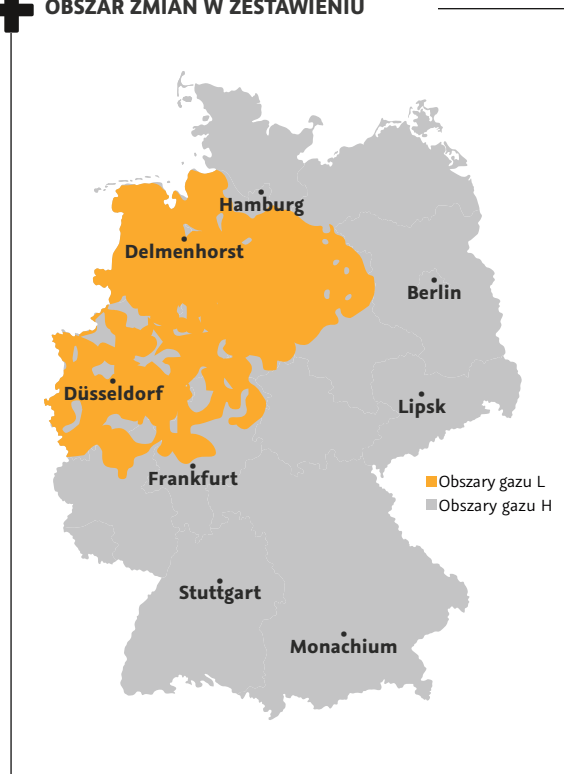 OBSZAR ZMIAN W ZESTAWIENIU
Hamburg
Delmenhorst
Berlin
Düsseldorf
Lipsk
Frankfurt
Obszary gazu L
Obszary gazu H
Stuttgart
Monachium